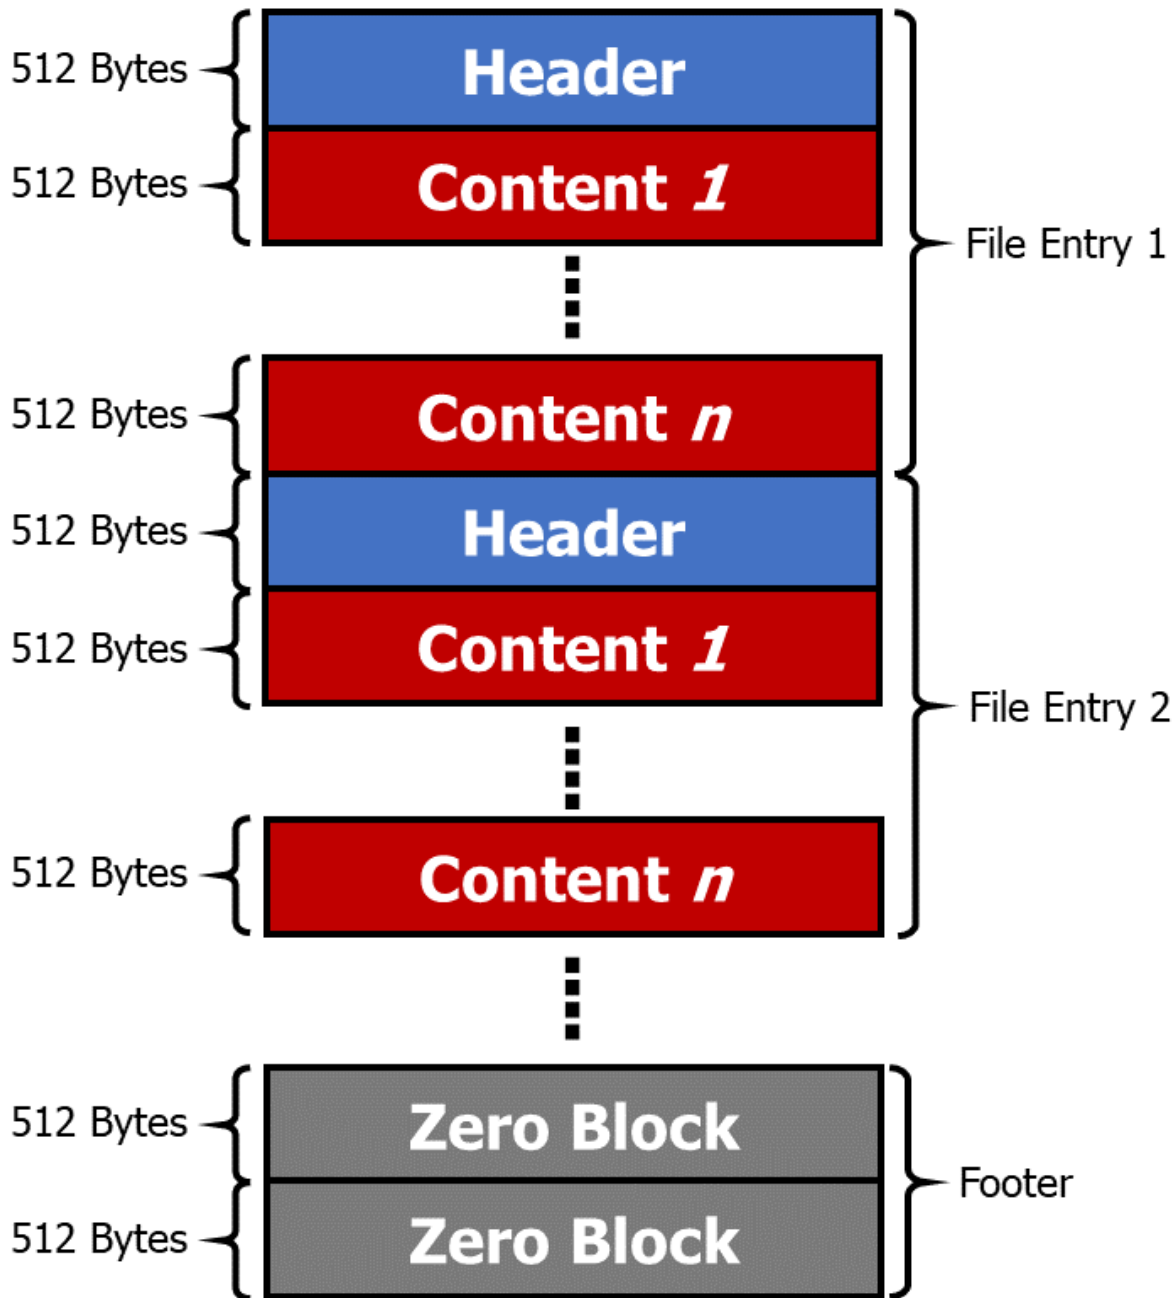 512 Bytes
Header
512 Bytes
Content 1
File Entry 1
512 Bytes
Content n
512 Bytes
Header
512 Bytes
Content 1
File Entry 2
512 Bytes
Content n
512 Bytes
Zero Block
Footer
512 Bytes
Zero Block